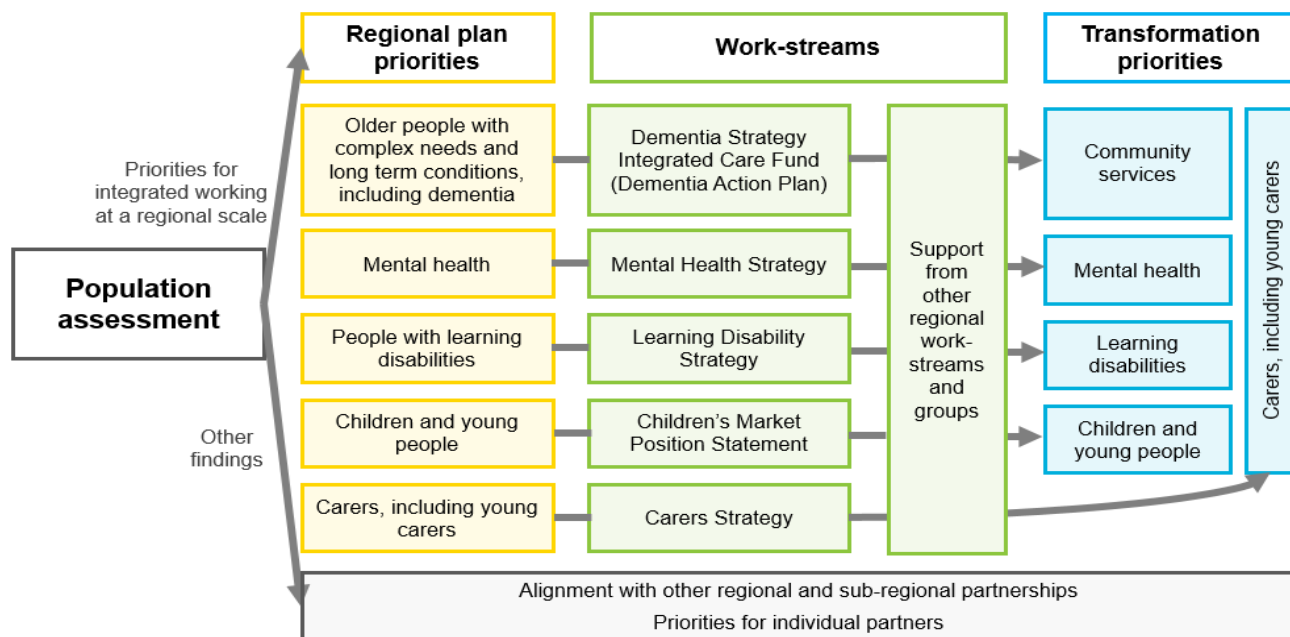 Regional plan
priorities
Work-streams
Transformation
priorities
Priorities for
integrated working
at a regional scale
Population
assessment
Other
findings
Older people with
complex needs and
long term conditions,
including dementia
Dementia Strategy
Integrated Care Fund
(Dementia Action Plan)
Community
services
Mental health
Mental Health Strategy
Mental health
People with learning
disabilities
Learning Disability
Strategy
Learning
disabilities
Children and young
people
Children’s Market
Position Statement
Children and
young people
Carers, including young
carers
Carers Strategy
Support
from
other
regional
work-
streams
and
groups
Carers, including young carers
Alignment with other regional and sub-regional partnerships
Priorities for individual partners